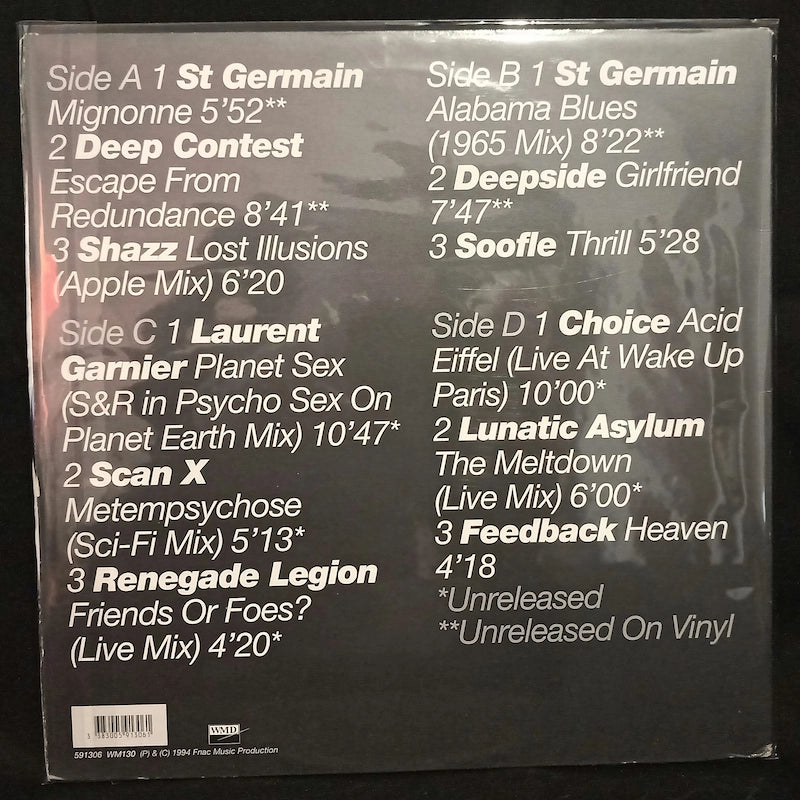 Side A 1 St Germain
Mignonne 5'52**
2 Deep Contest
Escape From
Redundance 8'41**
3 Shazz Lost Illusions
(Apple Mix) 6'20
Side B 1 St Germain
Alabama Blues
(1965 Mix) 8'22**
2 Deepside Girlfriend
7'47**
3 Soofle Thrill 5'28
Side C 1 Laurent
Garnier Planet Sex
(S&R in Psycho Sex On
Planet Earth Mix) 10'47*
2 Scan X
Metempsychose
(Sci-Fi Mix) 5'13*
3 Renegade Legion
Friends Or Foes?
(Live Mix) 4'20*
Side D 1 Choice Acid
Eiffel (Live At Wake Up
Paris) 10'00*
2 Lunatic Asylum
The Meltdown
(Live Mix) 6'00*
3 Feedback Heaven
4'18
*Unreleased
**Unreleased On Vinyl
3 383005 913061
WMD
591306 WM130 (P) & (C) 1994 Fnac Music Production